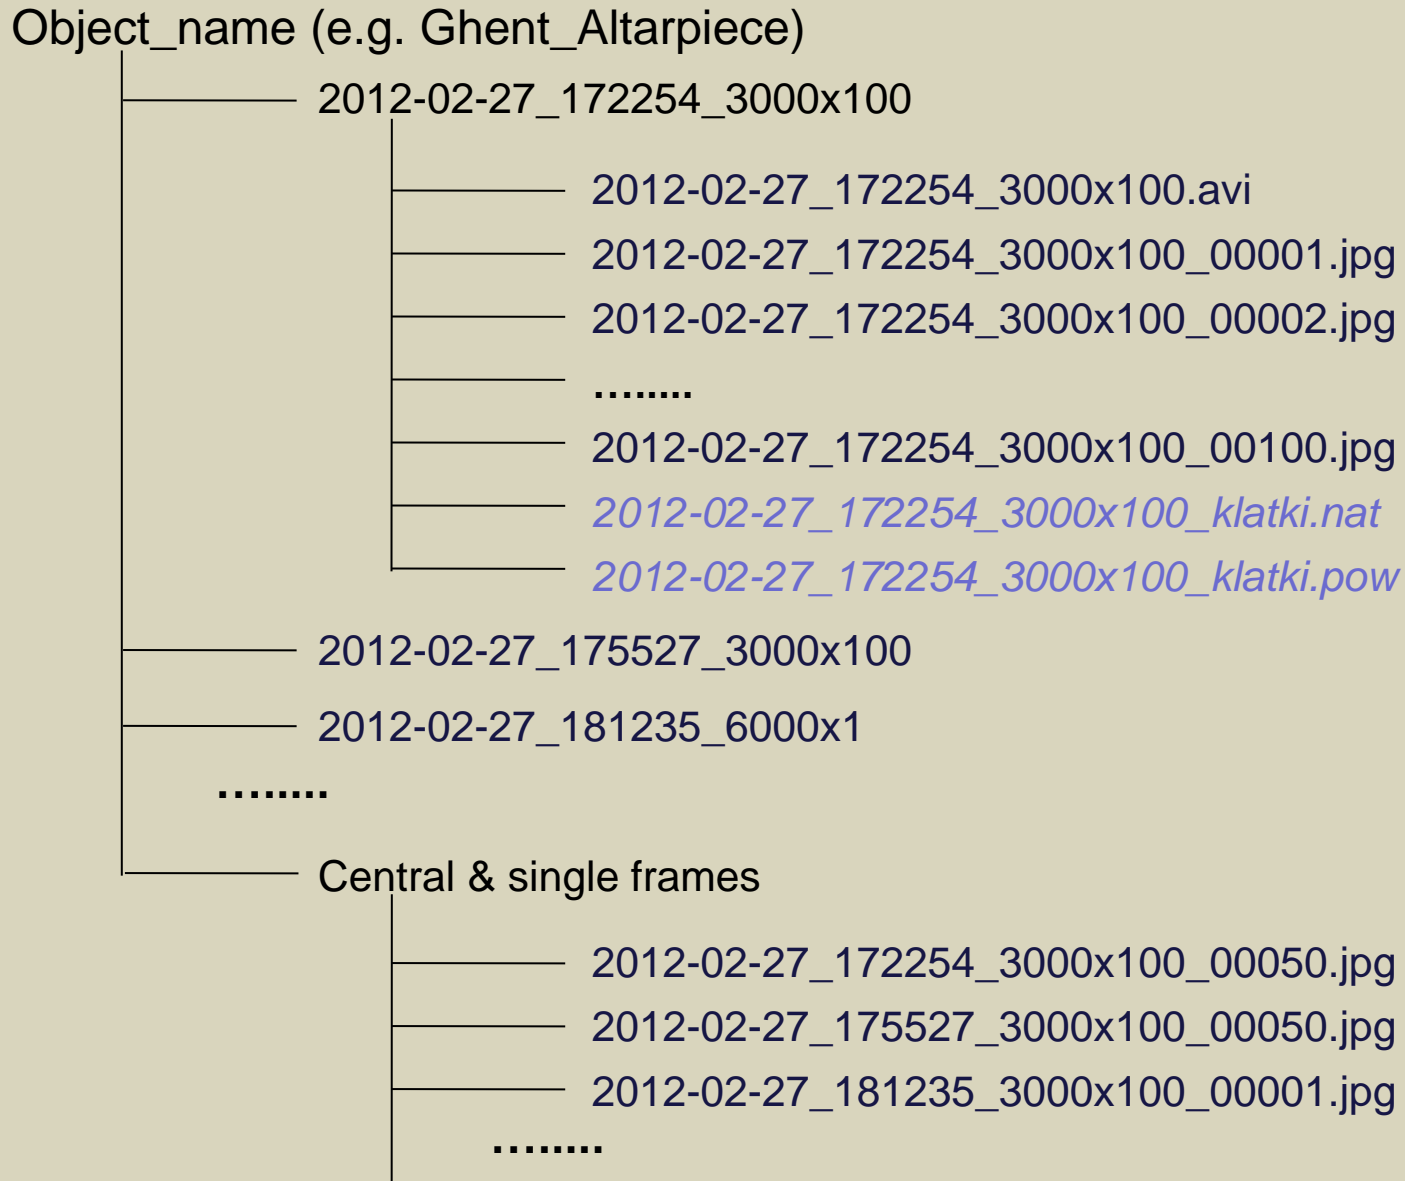 Object_name (e.g. Ghent_Altarpiece)
2012-02-27_172254_3000x100
2012-02-27_172254_3000x100.avi
2012-02-27_172254_3000x100_00001.jpg
2012-02-27_172254_3000x100_00002.jpg
….....
2012-02-27_172254_3000x100_00100.jpg
2012-02-27_172254_3000x100_klatki.nat
2012-02-27_172254_3000x100_klatki.pow
2012-02-27_175527_3000x100
2012-02-27_181235_6000x1
….....
Central & single frames
2012-02-27_172254_3000x100_00050.jpg
2012-02-27_175527_3000x100_00050.jpg
2012-02-27_181235_3000x100_00001.jpg
….....